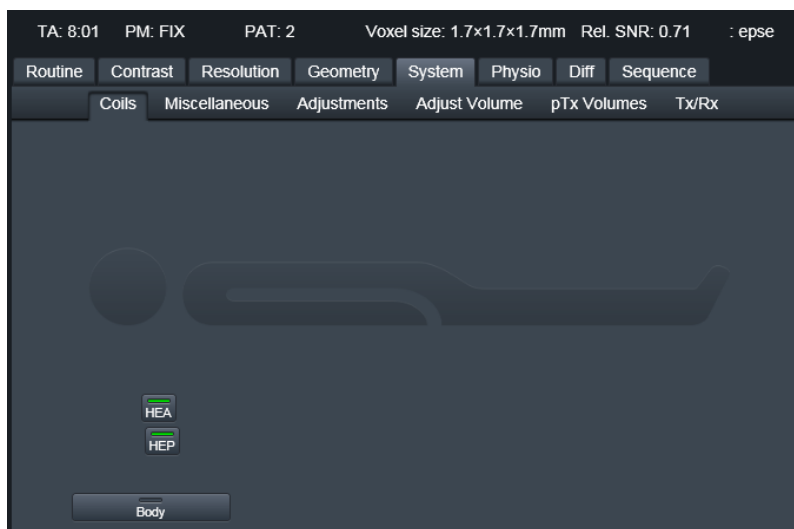 TA: 8:01 PM: FIX PAT: 2 Voxel size: 1.7×1.7×1.7mm Rel. SNR: 0.71 : epse
Routine Contrast Resolution Geometry System Physio Diff Sequence
Coils Miscellaneous Adjustments Adjust Volume pTx Volumes Tx/Rx
HEA
HEP
Body